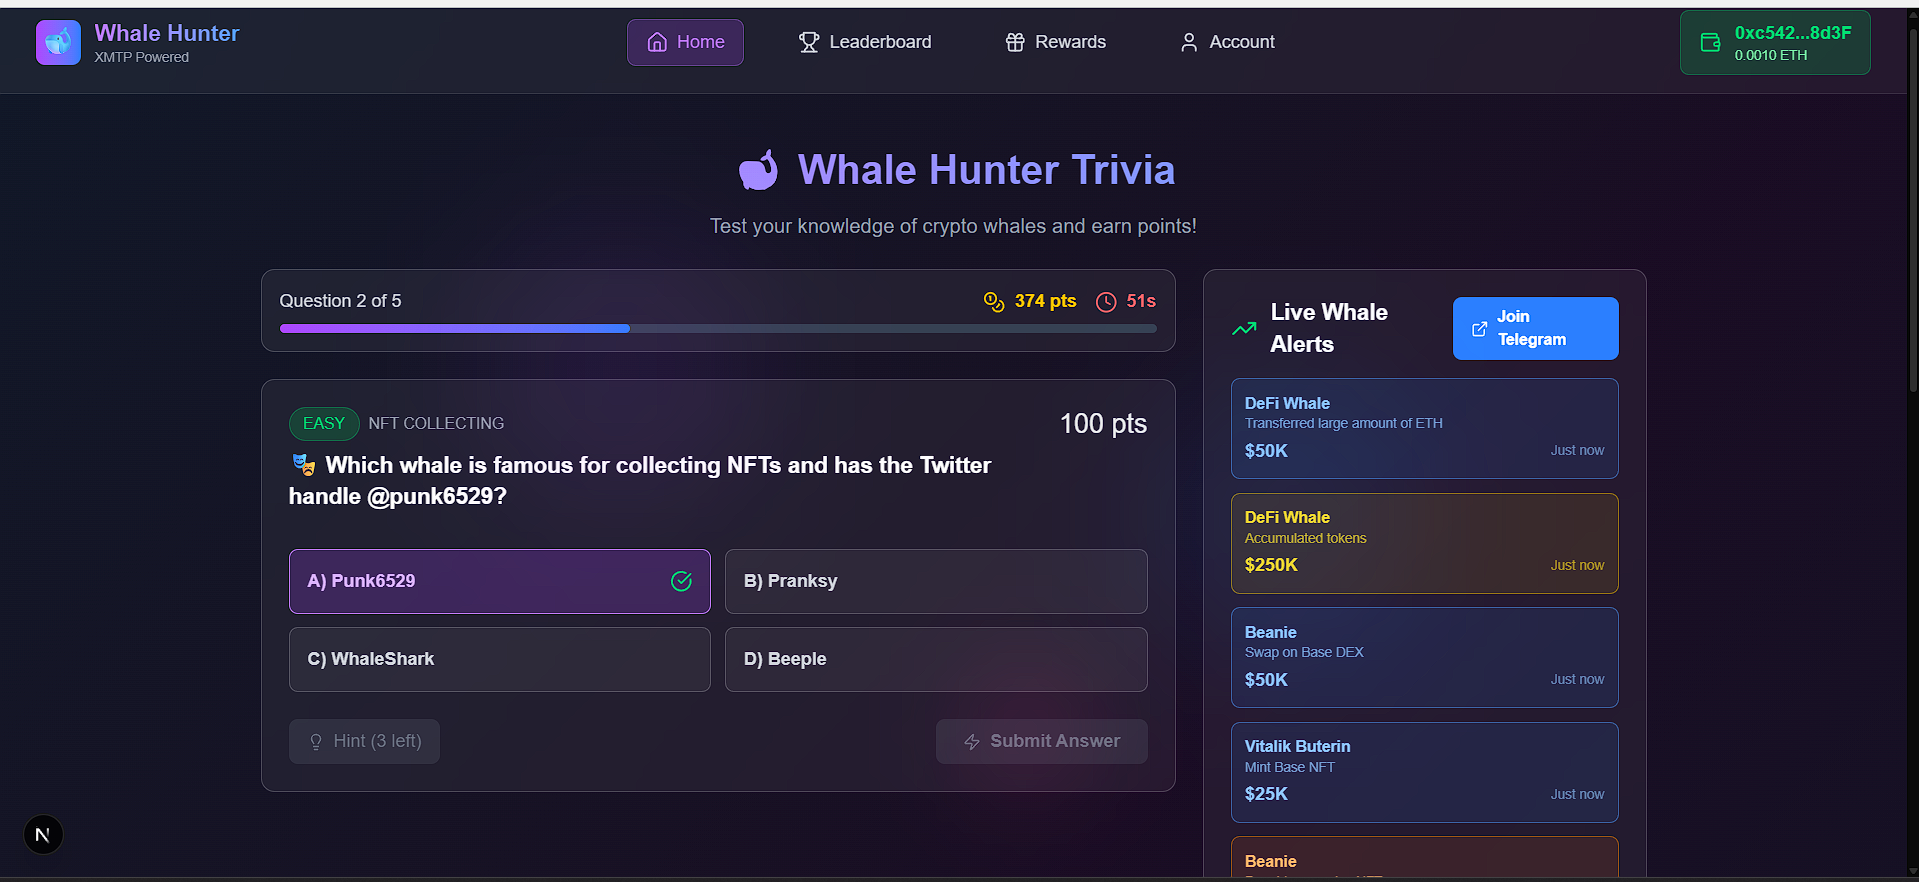 Whale Hunter
XMTP Powered
Home
Leaderboard
Rewards
Account
0xc542...8d3F
0.0010 ETH
Whale Hunter Trivia
Test your knowledge of crypto whales and earn points!
Question 2 of 5
374 pts
51s
EASY
NFT COLLECTING
100 pts
Which whale is famous for collecting NFTs and has the Twitter
handle @punk6529?
A) Punk6529
B) Pranksy
C) WhaleShark
D) Beeple
Hint (3 left)
Submit Answer
Live Whale
Alerts
Join
Telegram
DeFi Whale
Transferred large amount of ETH
$50K
Just now
DeFi Whale
Accumulated tokens
$250K
Just now
Beanie
Swap on Base DEX
$50K
Just now
Vitalik Buterin
Mint Base NFT
$25K
Just now
Beanie
N